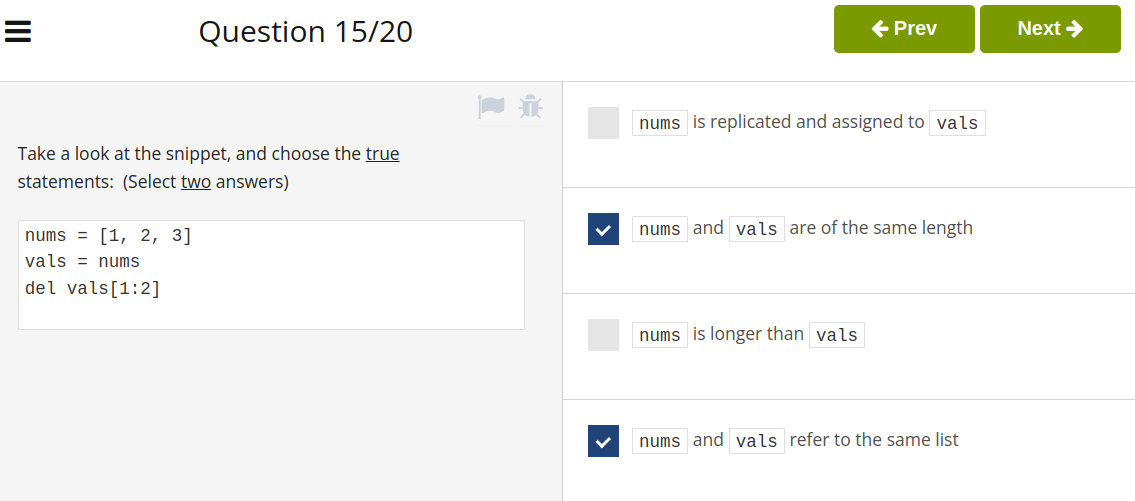 Question 15/20
Prev
Next
Take a look at the snippet, and choose the true
statements: (Select two answers)
nums = [1, 2, 3]
vals = nums
del vals[1:2]
nums is replicated and assigned to vals
nums and vals are of the same length
nums is longer than vals
nums and vals refer to the same list